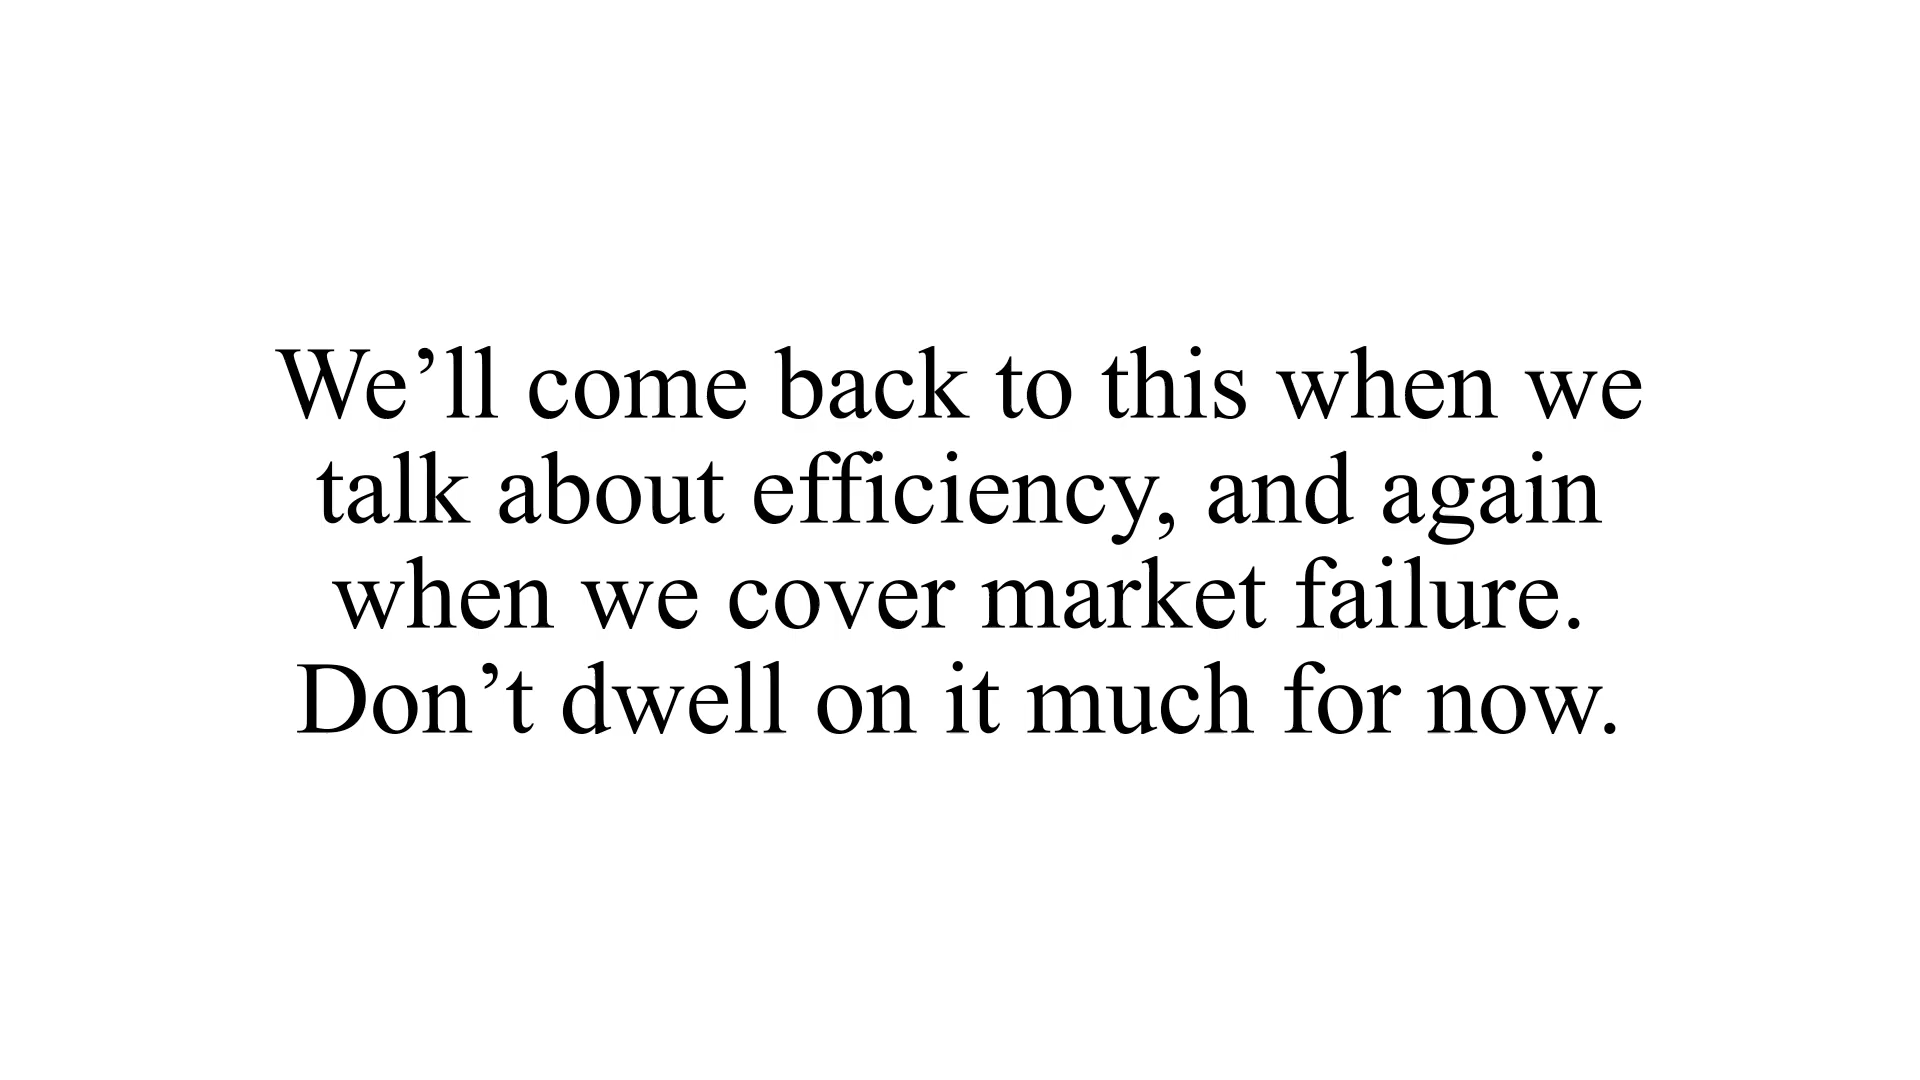 We’ll come back to this when we
talk about efficiency, and again
when we cover market failure.
Don’t dwell on it much for now.